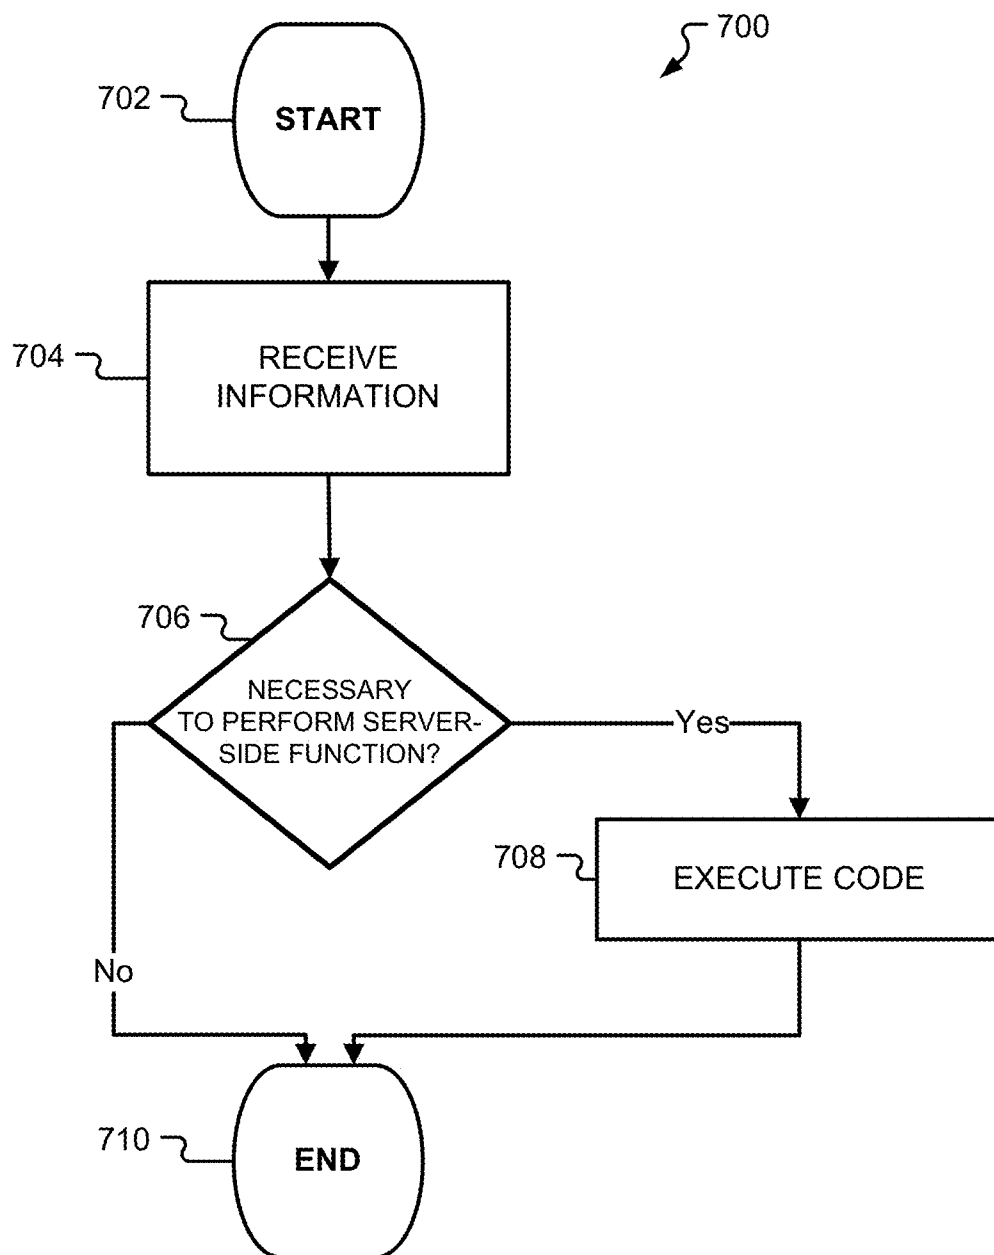 700
702
START
704
RECEIVE
INFORMATION
706
NECESSARY
TO PERFORM SERVER-
SIDE FUNCTION?
Yes
708
EXECUTE CODE
No
710
END